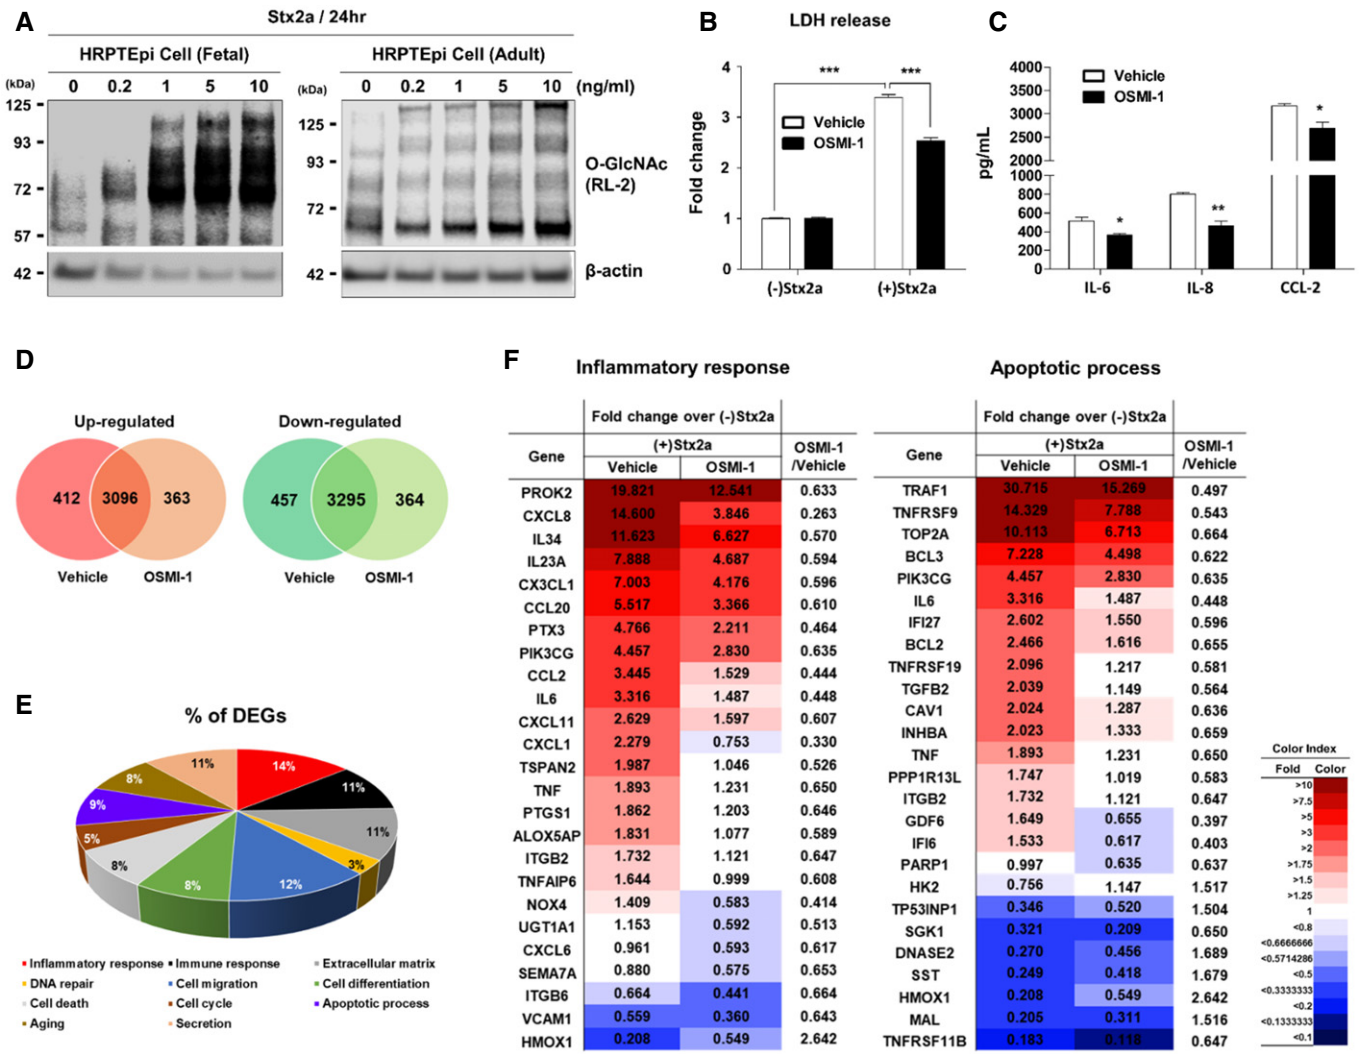 A
Stx2a / 24hr
HRPTEpi Cell (Fetal)
HRPTEpi Cell (Adult)
(kDa) 0 0.2 1 5 10
(kDa) 0 0.2 1 5 10 (ng/ml)
125
93
72
57
42
125
93
72
42
O-GlcNAc
(RL-2)
β-actin
B
LDH release
Fold change
4
3
2
1
0
*** ***
Vehicle
OSMI-1
(-)Stx2a (+)Stx2a
C
pg/mL
4000
3500
3000
2500
2000
1000
800
600
400
200
0
Vehicle
OSMI-1
* ** *
IL-6 IL-8 CCL-2
D
Up-regulated
412 3096 363
Vehicle OSMI-1
Down-regulated
457 3295 364
Vehicle OSMI-1
E
% of DEGs
14%
11%
11%
3%
12%
8%
8%
5%
9%
8%
11%
Inflammatory response Immune response Extracellular matrix
DNA repair Cell migration Cell differentiation
Cell death Cell cycle Apoptotic process
Aging Secretion
F
Inflammatory response
Fold change over (-)Stx2a
Gene (+)Stx2a OSMI-1
/Vehicle
Vehicle OSMI-1
PROK2 19.821 12.541 0.633
CXCL8 14.600 3.846 0.263
IL34 11.623 6.627 0.570
IL23A 7.888 4.687 0.594
CX3CL1 7.003 4.176 0.596
CCL20 5.517 3.366 0.610
PTX3 4.766 2.211 0.464
PIK3CG 4.457 2.830 0.635
CCL2 3.445 1.529 0.444
IL6 3.316 1.487 0.448
CXCL11 2.629 1.597 0.607
CXCL1 2.279 0.753 0.330
TSPAN2 1.987 1.046 0.526
TNF 1.893 1.231 0.650
PTGS1 1.862 1.203 0.646
ALOX5AP 1.831 1.077 0.589
ITGB2 1.732 1.121 0.647
TNFAIP6 1.644 0.999 0.608
NOX4 1.409 0.583 0.414
UGT1A1 1.153 0.592 0.513
CXCL6 0.961 0.593 0.617
SEMA7A 0.880 0.575 0.653
ITGB6 0.664 0.441 0.664
VCAM1 0.559 0.360 0.643
HMOX1 0.208 0.549 2.642
Apoptotic process
Fold change over (-)Stx2a
Gene (+)Stx2a OSMI-1
/Vehicle
Vehicle OSMI-1
TRAF1 30.715 15.269 0.497
TNFRSF9 14.329 7.788 0.543
TOP2A 10.113 6.713 0.664
BCL3 7.228 4.498 0.622
PIK3CG 4.457 2.830 0.635
IL6 3.316 1.487 0.448
IFI27 2.602 1.550 0.596
BCL2 2.466 1.616 0.655
TNFRSF19 2.096 1.217 0.581
TGFB2 2.039 1.149 0.564
CAV1 2.024 1.287 0.636
INHBA 2.023 1.333 0.659
TNF 1.893 1.231 0.650
PPP1R13L 1.747 1.019 0.583
ITGB2 1.732 1.121 0.647
GDF6 1.649 0.655 0.397
IFI6 1.533 0.617 0.403
PARP1 0.997 0.635 0.637
HK2 0.756 1.147 1.517
TP53INP1 0.346 0.520 1.504
SGK1 0.321 0.209 0.650
DNASE2 0.270 0.456 1.689
SST 0.249 0.418 1.679
HMOX1 0.208 0.549 2.642
MAL 0.205 0.311 1.516
TNFRSF11B 0.183 0.118 0.647
Color Index
Fold Color
>10
>7.5
>5
>3
>2
>1.75
>1.5
>1.25
1
<0.8
<0.6666666
<0.5714286
<0.5
<0.3333333
<0.2
<0.1333333
<0.1